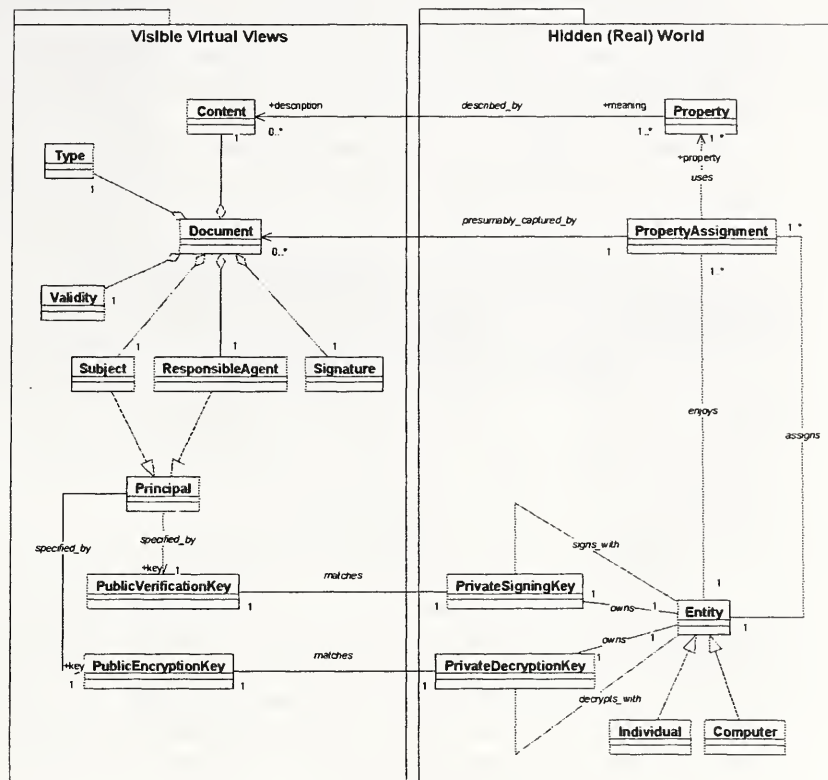 Visible Virtual Views
Hidden (Real) World
Content
+description
described_by
+meaning
Property
1
0..*
1..*
1..*
Type
1
+property
uses
Document
presumably_captured_by
PropertyAssignment
1..*
0..*
1
1..*
Validity
1
1
1
1
Subject
ResponsibleAgent
Signature
enjoys
assigns
Principal
specified_by
specified_by
signs_with
+key
1
PublicVerificationKey
matches
PrivateSigningKey
1
1
1
1
owns
1
Entity
1
owns
1
1
+key
1
PublicEncryptionKey
matches
PrivateDecryptionKey
1
1
decrypts_with
Individual
Computer